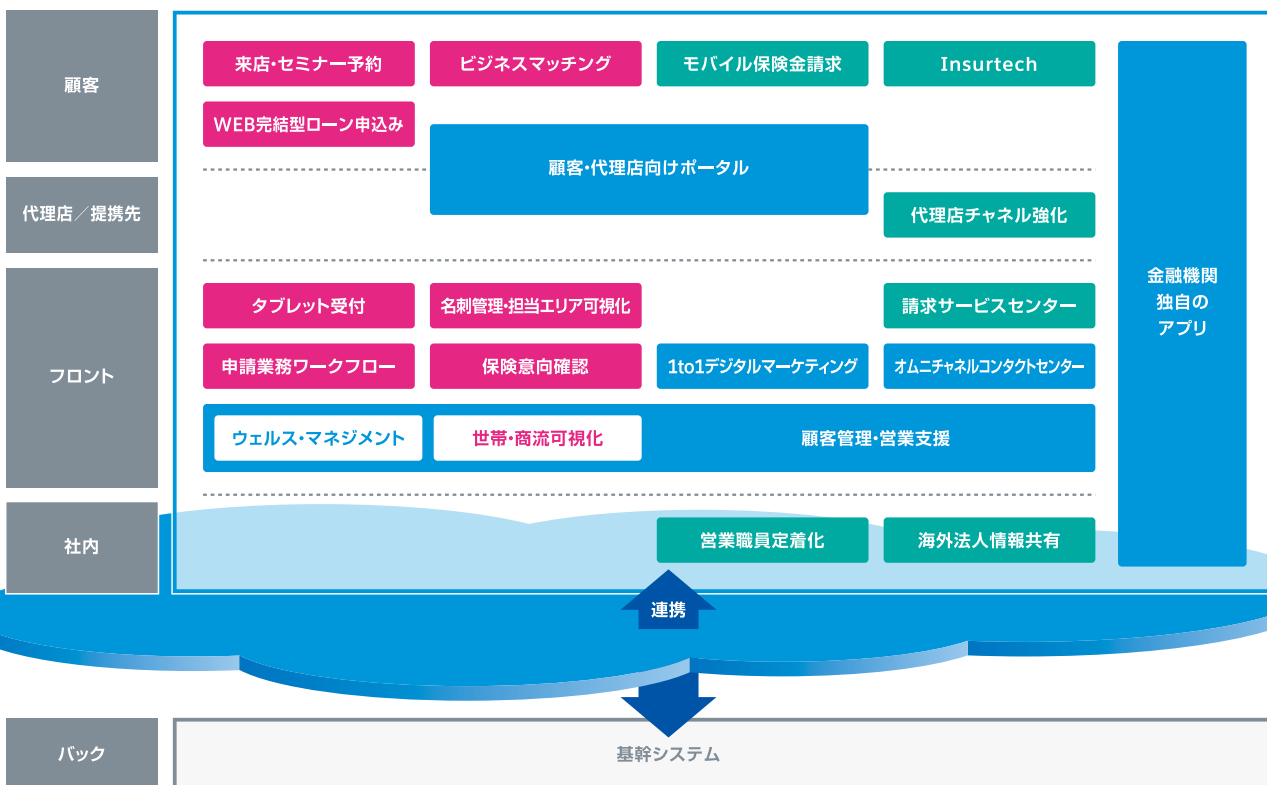 顧客
来店・セミナー予約
ビジネスマッチング
モバイル保険金請求
Insurtech
WEB完結型ローン申込み
顧客・代理店向けポータル
代理店／提携先
代理店チャネル強化
金融機関
独自の
アプリ
フロント
タブレット受付
名刺管理・担当エリア可視化
請求サービスセンター
申請業務ワークフロー
保険意向確認
1to1デジタルマーケティング
オムニチャネルコンタクトセンター
ウェルス・マネジメント
世帯・商流可視化
顧客管理・営業支援
社内
営業職員定着化
海外法人情報共有
連携
バック
基幹システム